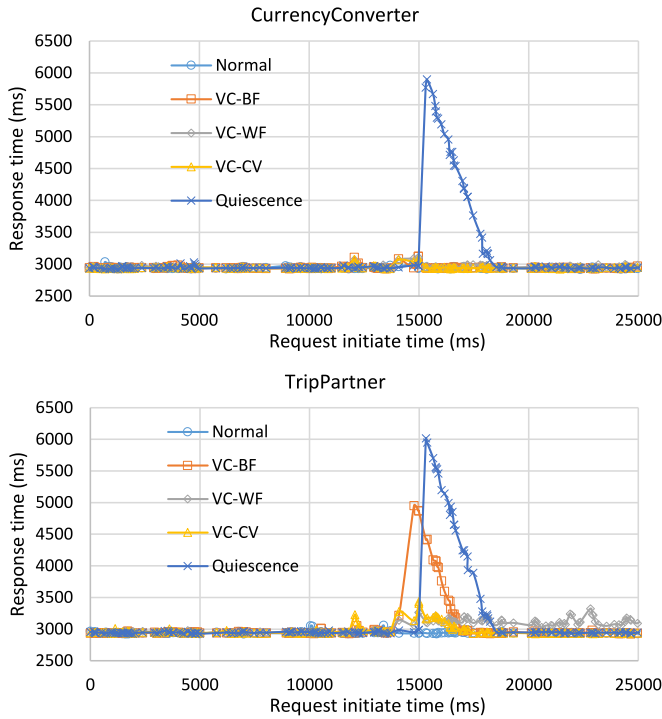 CurrencyConverter
6500
6000
5500
5000
4500
4000
3500
3000
2500
Response time (ms)
Normal
VC-BF
VC-WF
VC-CV
Quiescence
0 5000 10000 15000 20000 25000
Request initiate time (ms)
TripPartner
6500
6000
5500
5000
4500
4000
3500
3000
2500
Response time (ms)
Normal
VC-BF
VC-WF
VC-CV
Quiescence
0 5000 10000 15000 20000 25000
Request initiate time (ms)